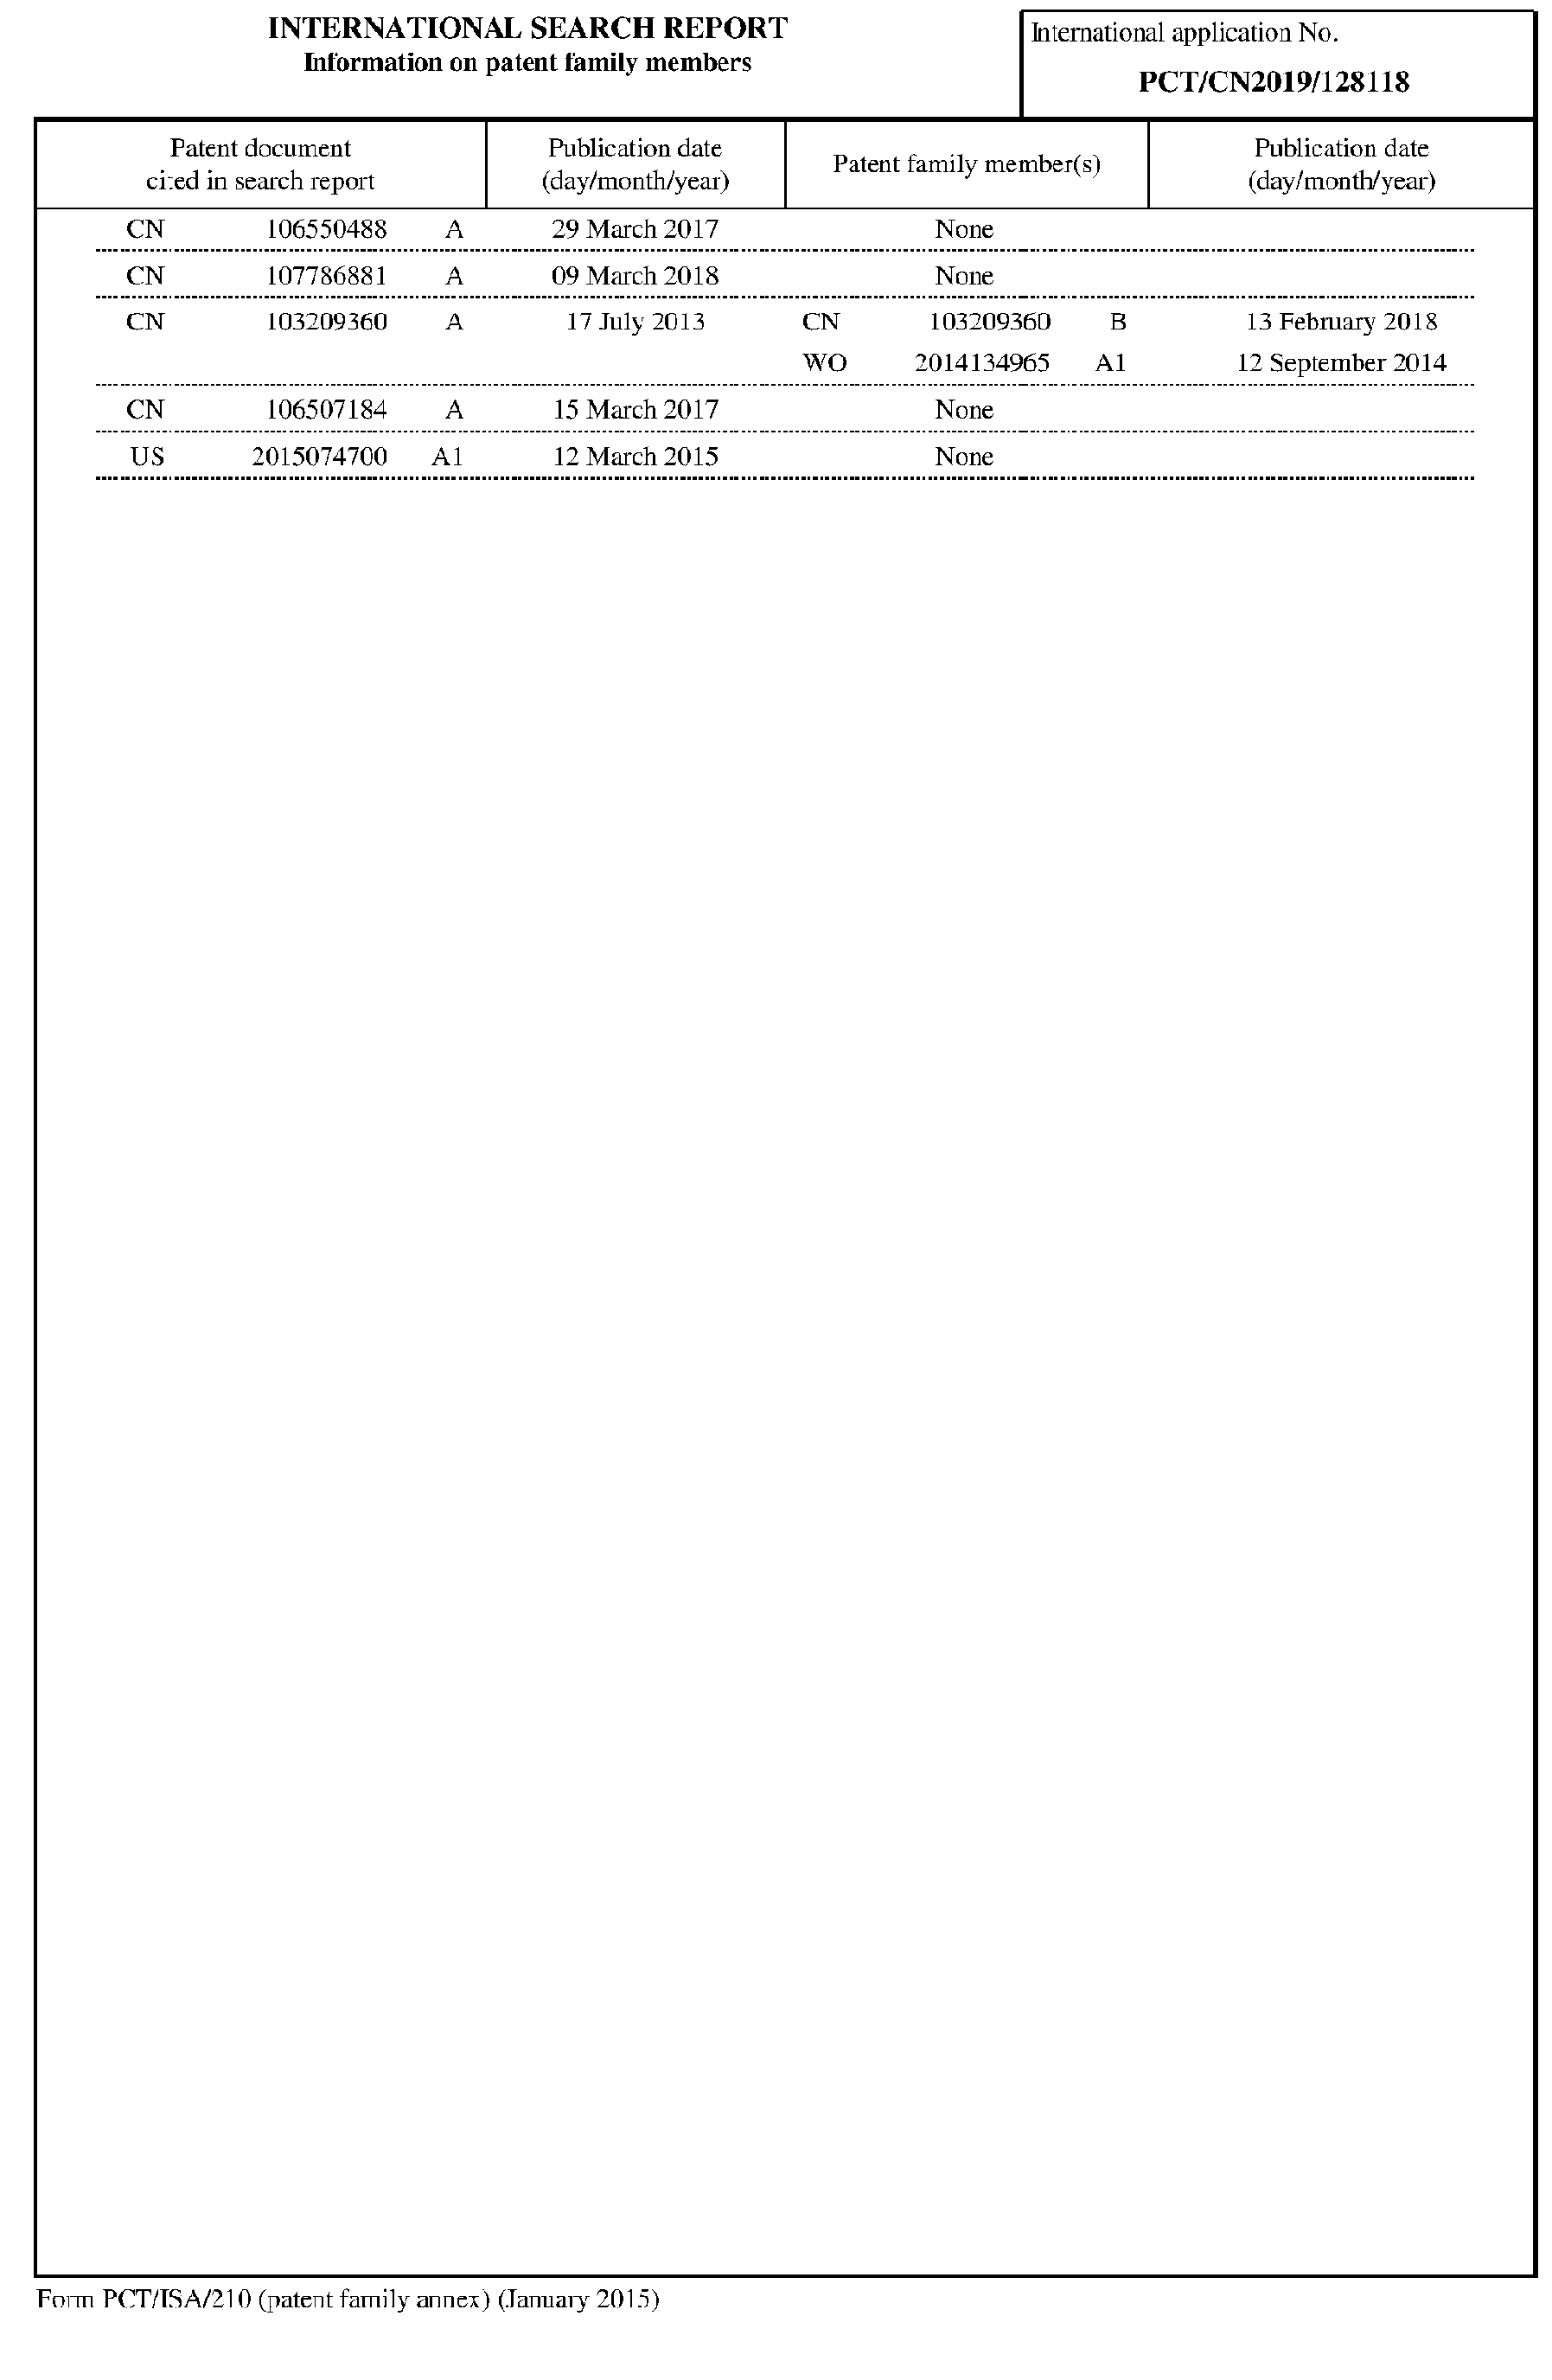 INTERNATIONAL SEARCH REPORT
Information on patent family members
International application No.
PCT/CN2019/128118
Patent document
cited in search report
Publication date
(day/month/year)
Patent family member(s)
Publication date
(day/month/year)
CN 106550488 A 29 March 2017 None
CN 107786881 A 09 March 2018 None
CN 103209360 A 17 July 2013 CN 103209360 B 13 February 2018
WO 2014134965 A1 12 September 2014
CN 106507184 A 15 March 2017 None
US 2015074700 A1 12 March 2015 None
Form PCT/ISA/210 (patent family annex) (January 2015)